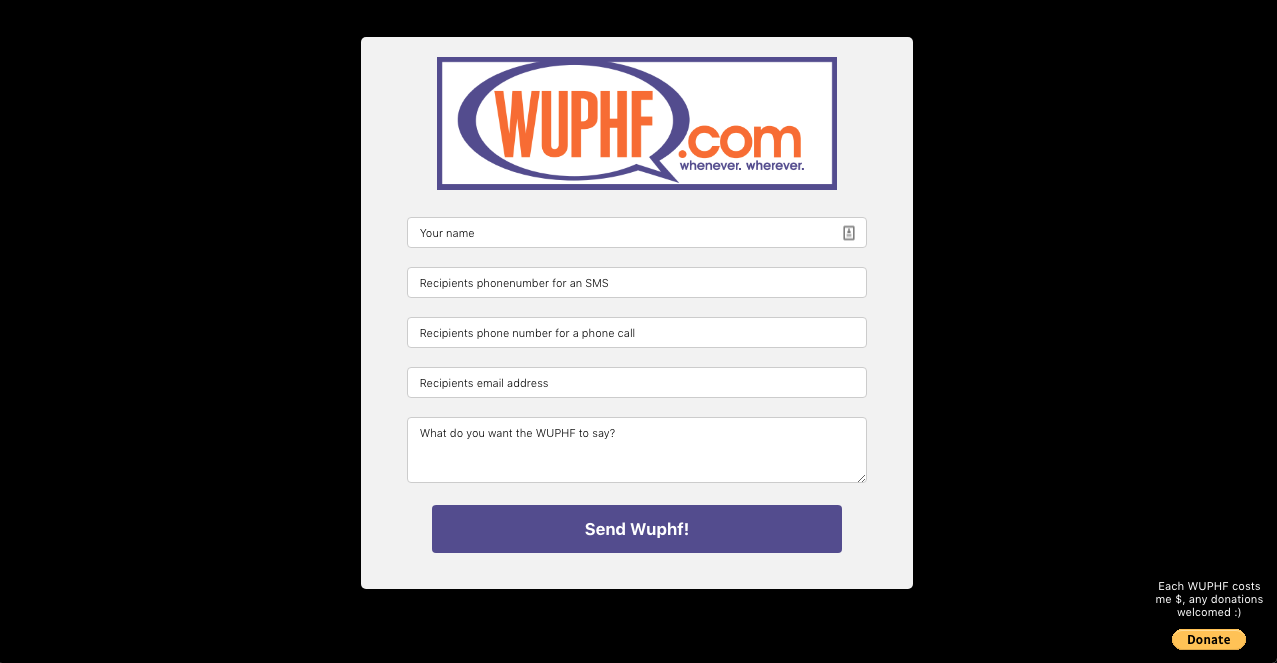 WUPHF.com
whenever. wherever.
Your name
Recipients phonenumber for an SMS
Recipients phone number for a phone call
Recipients email address
What do you want the WUPHF to say?
Send Wuphf!
Each WUPHF costs
me $, any donations
welcomed :)
Donate